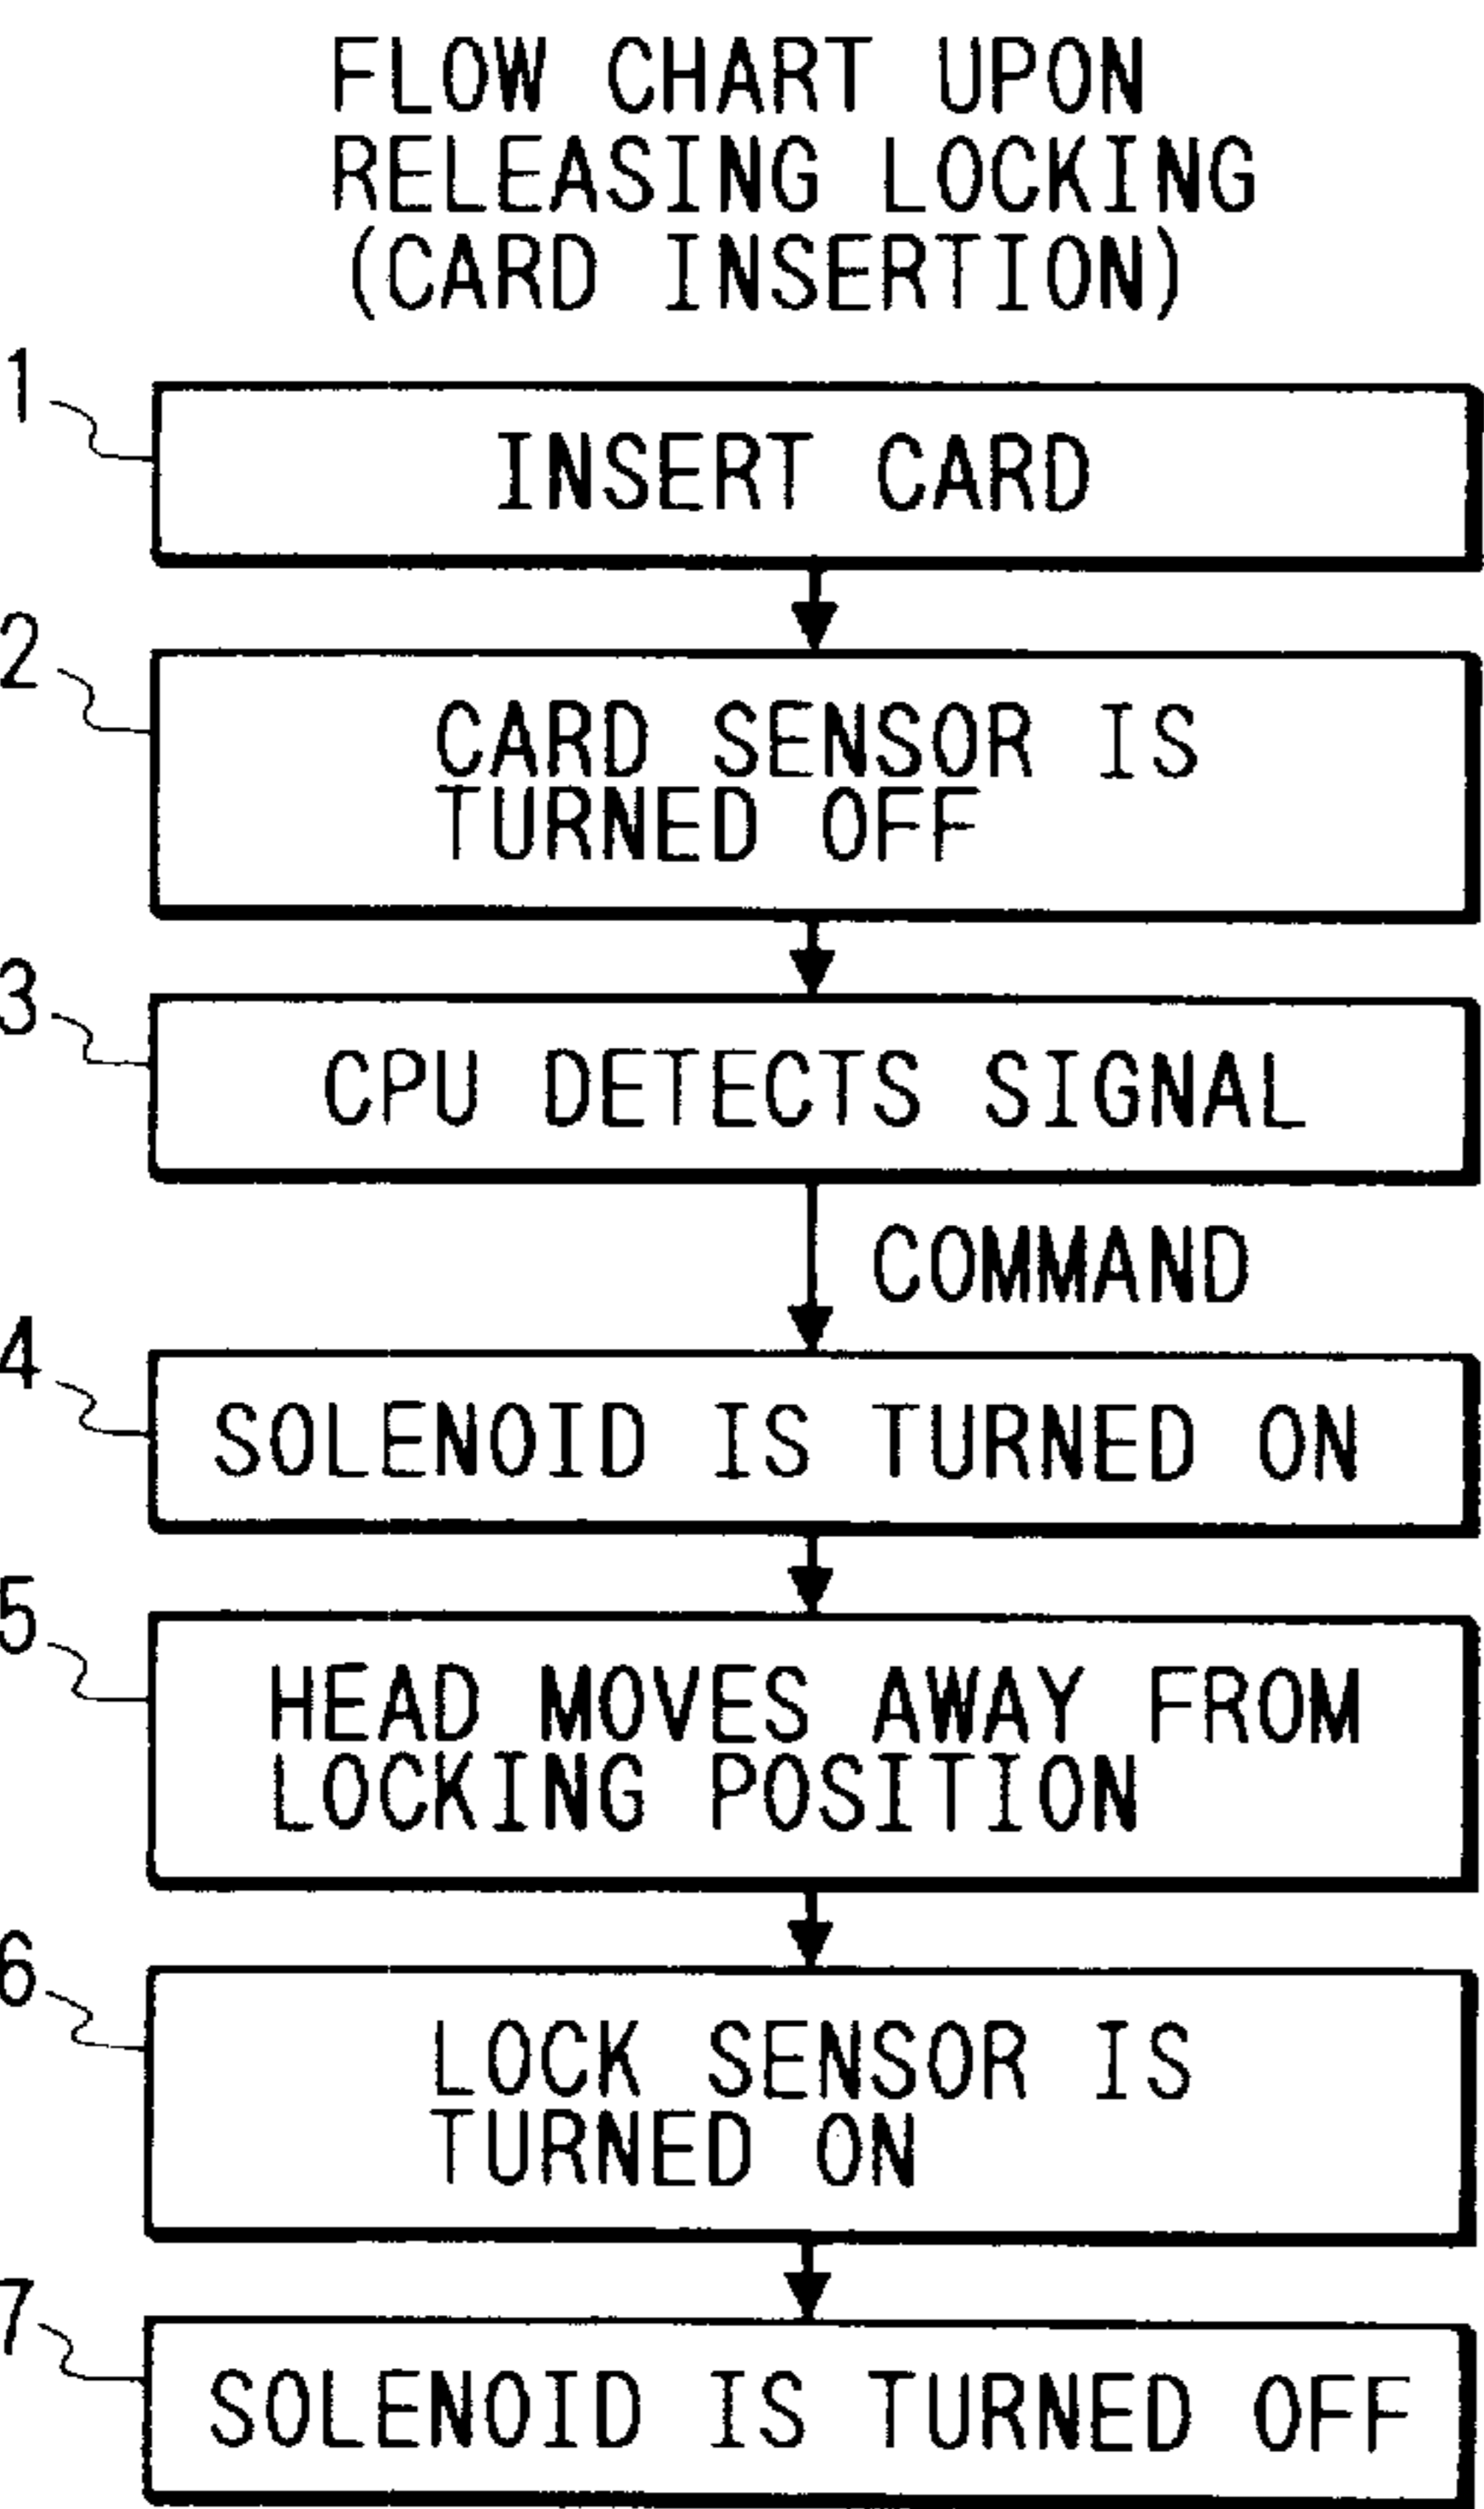 FLOW CHART UPON
RELEASING LOCKING
(CARD INSERTION)
1
INSERT CARD
2
CARD SENSOR IS
TURNED OFF
3
CPU DETECTS SIGNAL
COMMAND
4
SOLENOID IS TURNED ON
5
HEAD MOVES AWAY FROM
LOCKING POSITION
6
LOCK SENSOR IS
TURNED ON
7
SOLENOID IS TURNED OFF